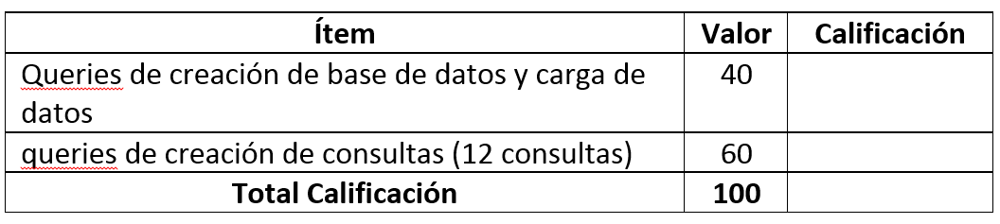 Ítem Valor Calificación
Queries de creación de base de datos y carga de 40
datos
queries de creación de consultas (12 consultas) 60
Total Calificación 100